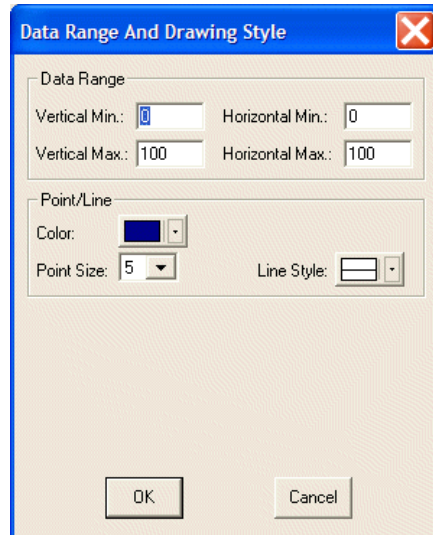 Data Range And Drawing Style
Data Range
Vertical Min.: 0 Horizontal Min.: 0
Vertical Max.: 100 Horizontal Max.: 100
Point/Line
Color:
Point Size: 5 Line Style:
OK Cancel